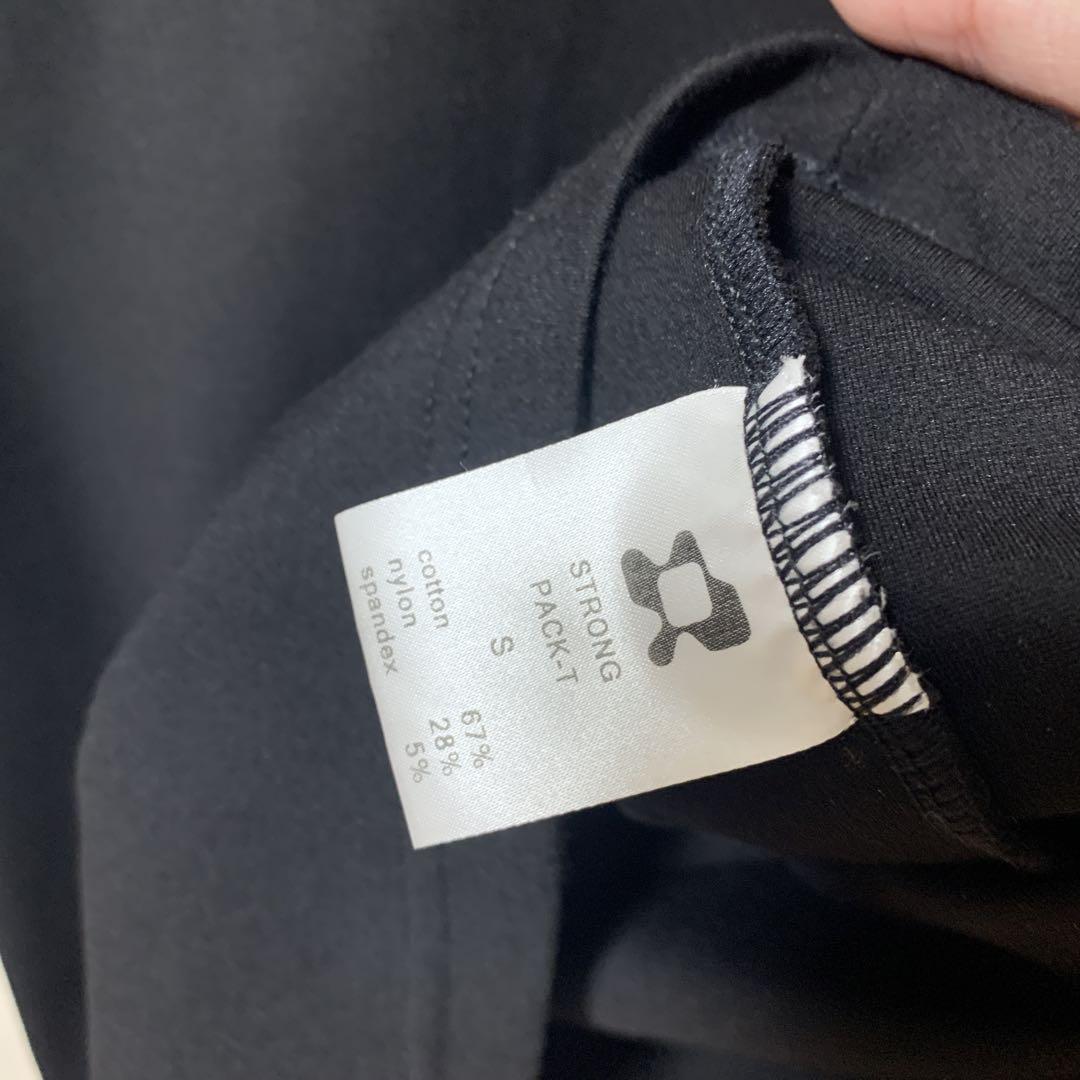 STRONG
PACK-T
S
cotton 67%
nylon 28%
spandex 5%